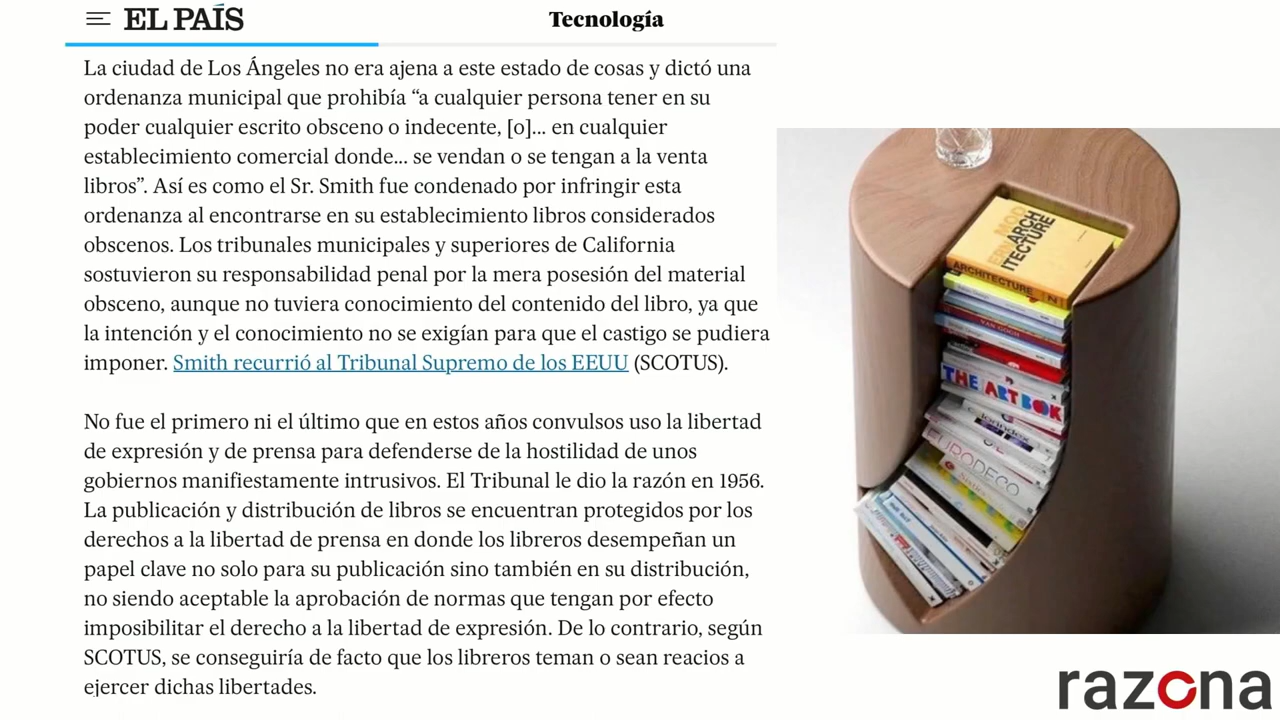 EL PAÍS
Tecnología
La ciudad de Los Ángeles no era ajena a este estado de cosas y dictó una
ordenanza municipal que prohibía “a cualquier persona tener en su
poder cualquier escrito obsceno o indecente, [o]... en cualquier
establecimiento comercial donde... se vendan o se tengan a la venta
libros”. Así es como el Sr. Smith fue condenado por infringir esta
ordenanza al encontrarse en su establecimiento libros considerados
obscenos. Los tribunales municipales y superiores de California
sostuvieron su responsabilidad penal por la mera posesión del material
obsceno, aunque no tuviera conocimiento del contenido del libro, ya que
la intención y el conocimiento no se exigían para que el castigo se pudiera
imponer. Smith recurrió al Tribunal Supremo de los EEUU (SCOTUS).
No fue el primero ni el último que en estos años convulsos uso la libertad
de expresión y de prensa para defenderse de la hostilidad de unos
gobiernos manifiestamente intrusivos. El Tribunal le dio la razón en 1956.
La publicación y distribución de libros se encuentran protegidos por los
derechos a la libertad de prensa en donde los libreros desempeñan un
papel clave no solo para su publicación sino también en su distribución,
no siendo aceptable la aprobación de normas que tengan por efecto
imposibilitar el derecho a la libertad de expresión. De lo contrario, según
SCOTUS, se conseguiría de facto que los libreros teman o sean reacios a
ejercer dichas libertades.
MOD
ERN ARCH
ITECTURE
ARCHITECTURE
VAN GOGH
THE ART BOOK
EURODECO
razona